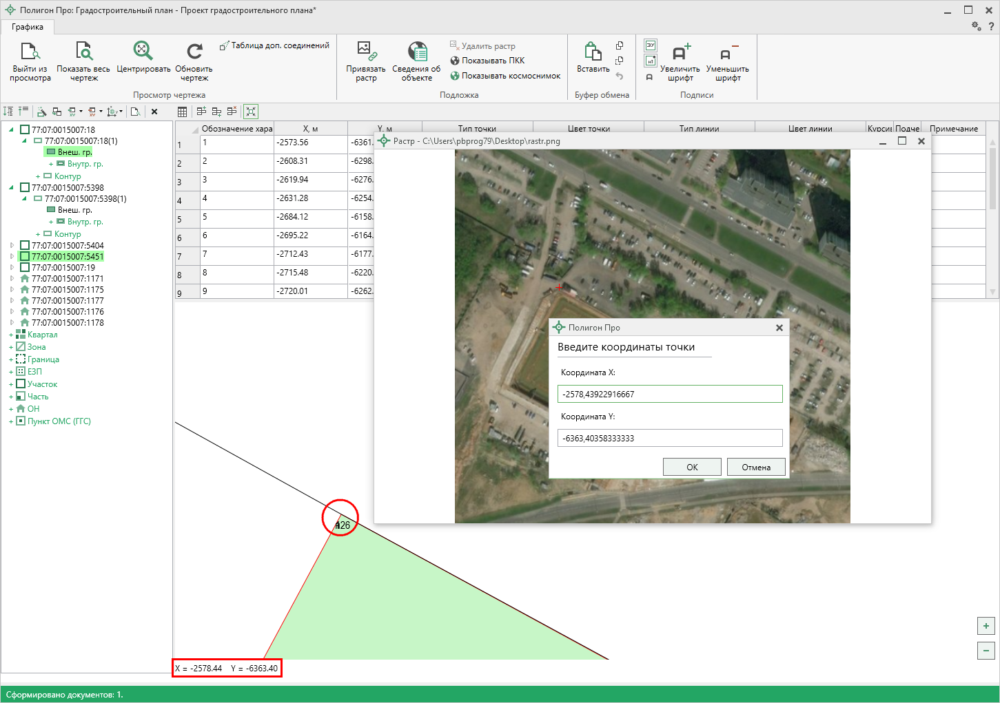 Полигон Про: Градостроительный план - Проект градостроительного плана*
Графика
?
Выйти из просмотра
Показать весь чертеж
Центрировать
Обновить чертеж
Таблица доп. соединений
Просмотр чертежа
Привязать растр
Сведения об объекте
Удалить растр
Показывать ПКК
Показывать космоснимок
Подложка
Вставить
Буфер обмена
Увеличить шрифт
Уменьшить шрифт
Подписи
77:07:0015007:18
77:07:0015007:18(1)
Внеш. гр.
+ Внутр. гр.
+ Контур
77:07:0015007:5398
77:07:0015007:5398(1)
Внеш. гр.
+ Внутр. гр.
+ Контур
77:07:0015007:5404
77:07:0015007:5451
77:07:0015007:19
77:07:0015007:1171
77:07:0015007:1175
77:07:0015007:1177
77:07:0015007:1176
77:07:0015007:1178
+ Квартал
+ Зона
+ Граница
+ ЕЗП
+ Участок
+ Часть
+ ОН
+ Пункт ОМС (ГГС)
Обозначение хара X, м Y, м Тип точки Цвет точки Тип линии Цвет линии Курсив Подче Примечание
1 1 -2573.56 -6361.
2 2 -2608.31 -6298.
3 3 -2619.94 -6276.
4 4 -2631.28 -6254.
5 5 -2684.12 -6158.
6 6 -2695.22 -6164.
7 7 -2712.43 -6177.
8 8 -2715.48 -6220.
9 9 -2720.01 -6262.
Растр - C:\Users\pbprog79\Desktop\rastr.png
Полигон Про
Введите координаты точки
Координата X:
-2578,43922916667
Координата Y:
-6363,40358333333
ОК
Отмена
X = -2578.44 Y = -6363.40
+
−
Сформировано документов: 1.